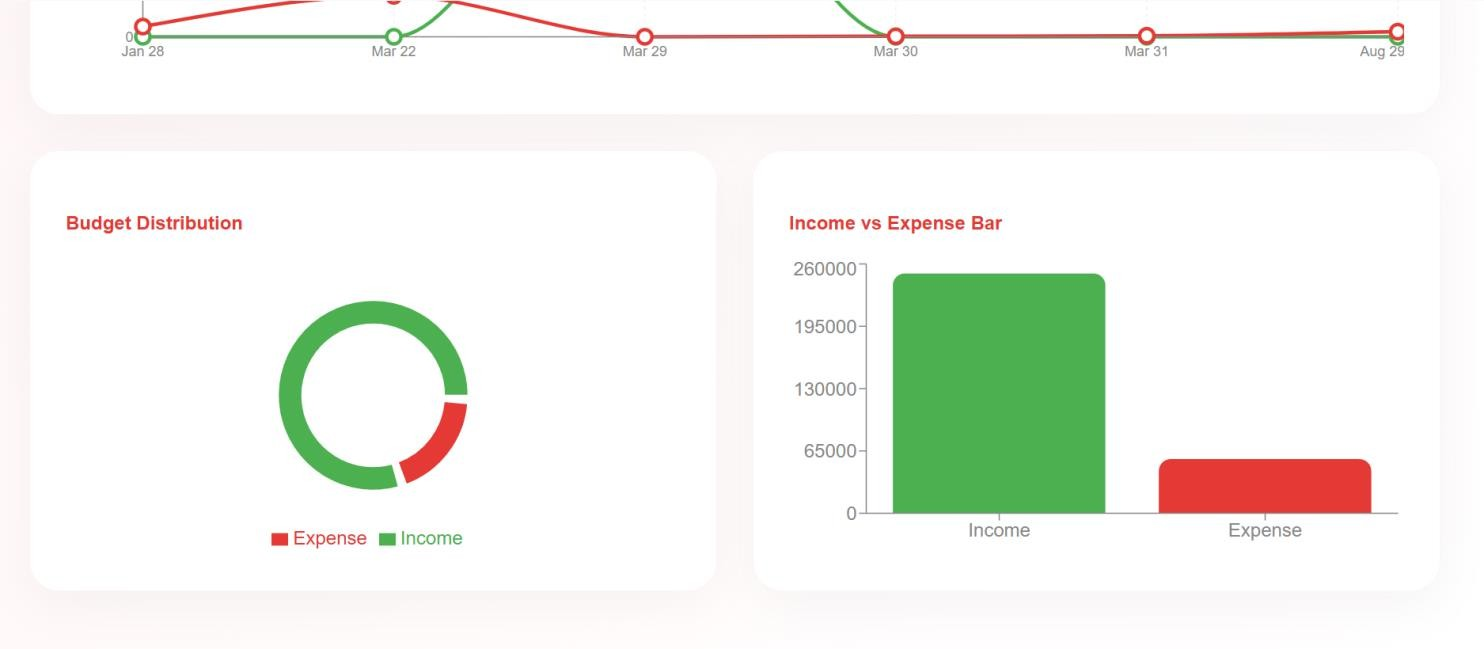 0
Jan 28 Mar 22 Mar 29 Mar 30 Mar 31 Aug 29
Budget Distribution
Expense Income
Income vs Expense Bar
260000
195000
130000
65000
0
Income Expense